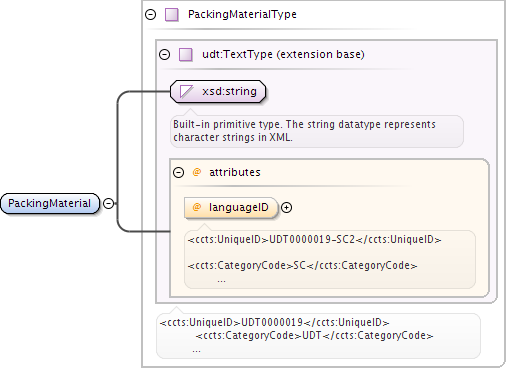 PackingMaterialType
udt:TextType (extension base)
xsd:string
Built-in primitive type. The string datatype represents
character strings in XML.
@ attributes
PackingMaterial
@ languageID
<ccts:UniqueID>UDT0000019-SC2</ccts:UniqueID>
<ccts:CategoryCode>SC</ccts:CategoryCode>
...
<ccts:UniqueID>UDT0000019</ccts:UniqueID>
<ccts:CategoryCode>UDT</ccts:CategoryCode>
...